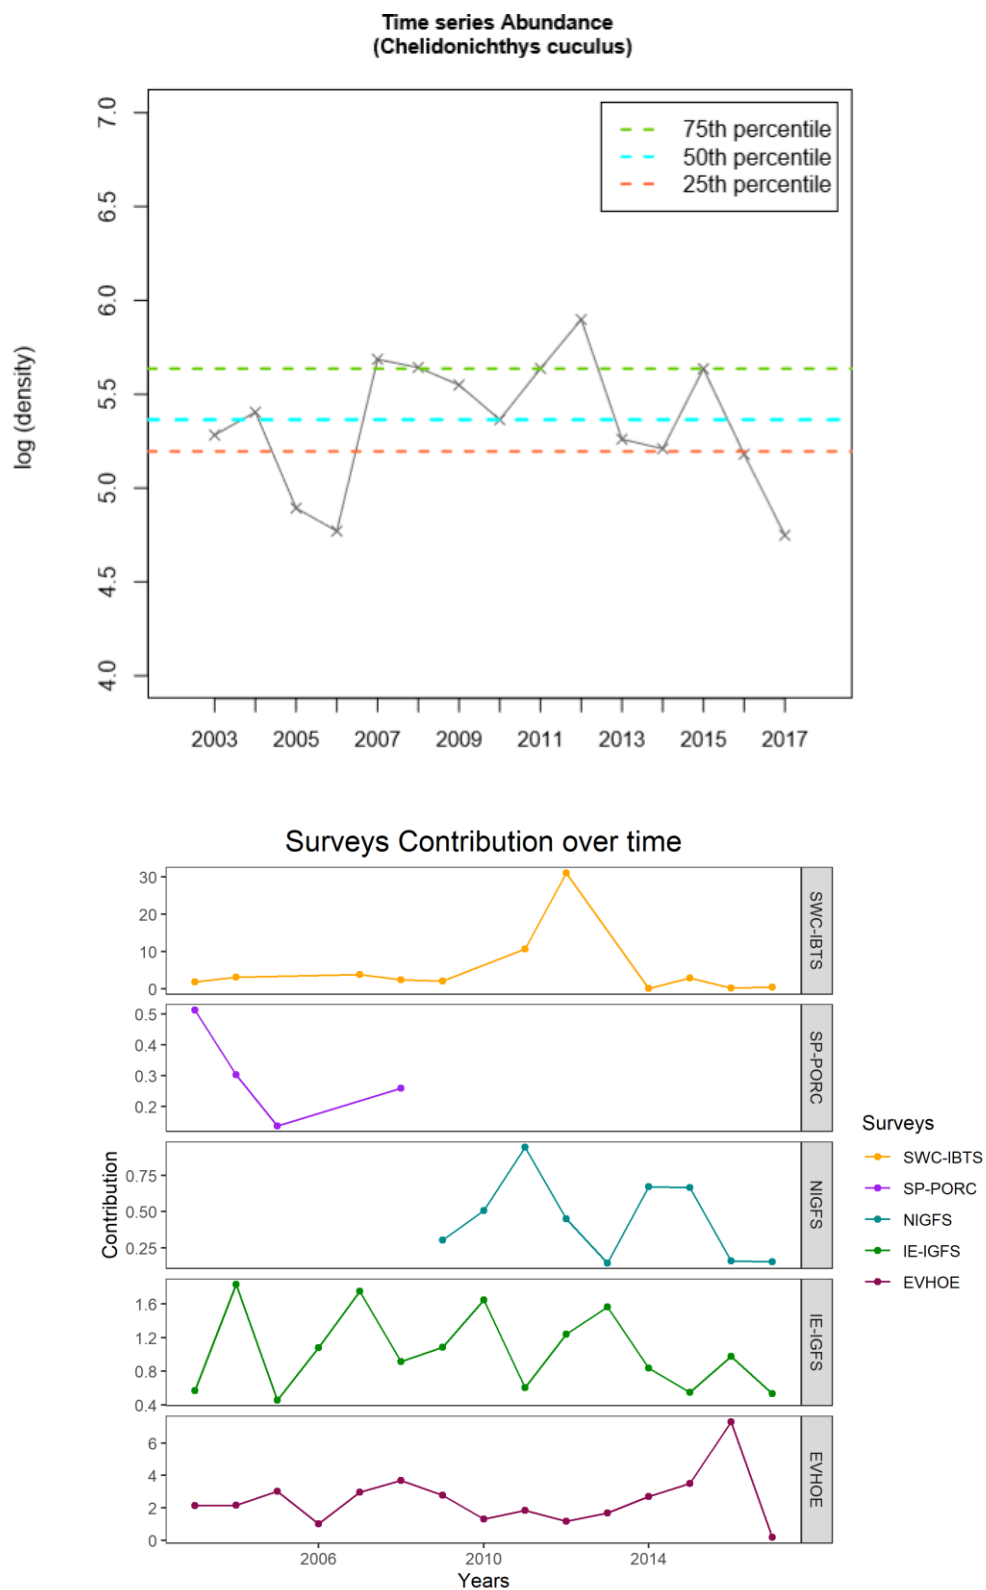 Time series Abundance
(Chelidonichthys cuculus)
75th percentile
50th percentile
25th percentile
log (density)
7.0
6.5
6.0
5.5
5.0
4.5
4.0
2003 2005 2007 2009 2011 2013 2015 2017
Surveys Contribution over time
30
20
10
0
SWC-IBTS
0.5
0.4
0.3
0.2
SP-PORC
Contribution
0.75
0.50
0.25
NIGFS
1.6
1.2
0.8
0.4
IE-IGFS
6
4
2
0
EVHOE
2006 2010 2014
Years
Surveys
SWC-IBTS
SP-PORC
NIGFS
IE-IGFS
EVHOE